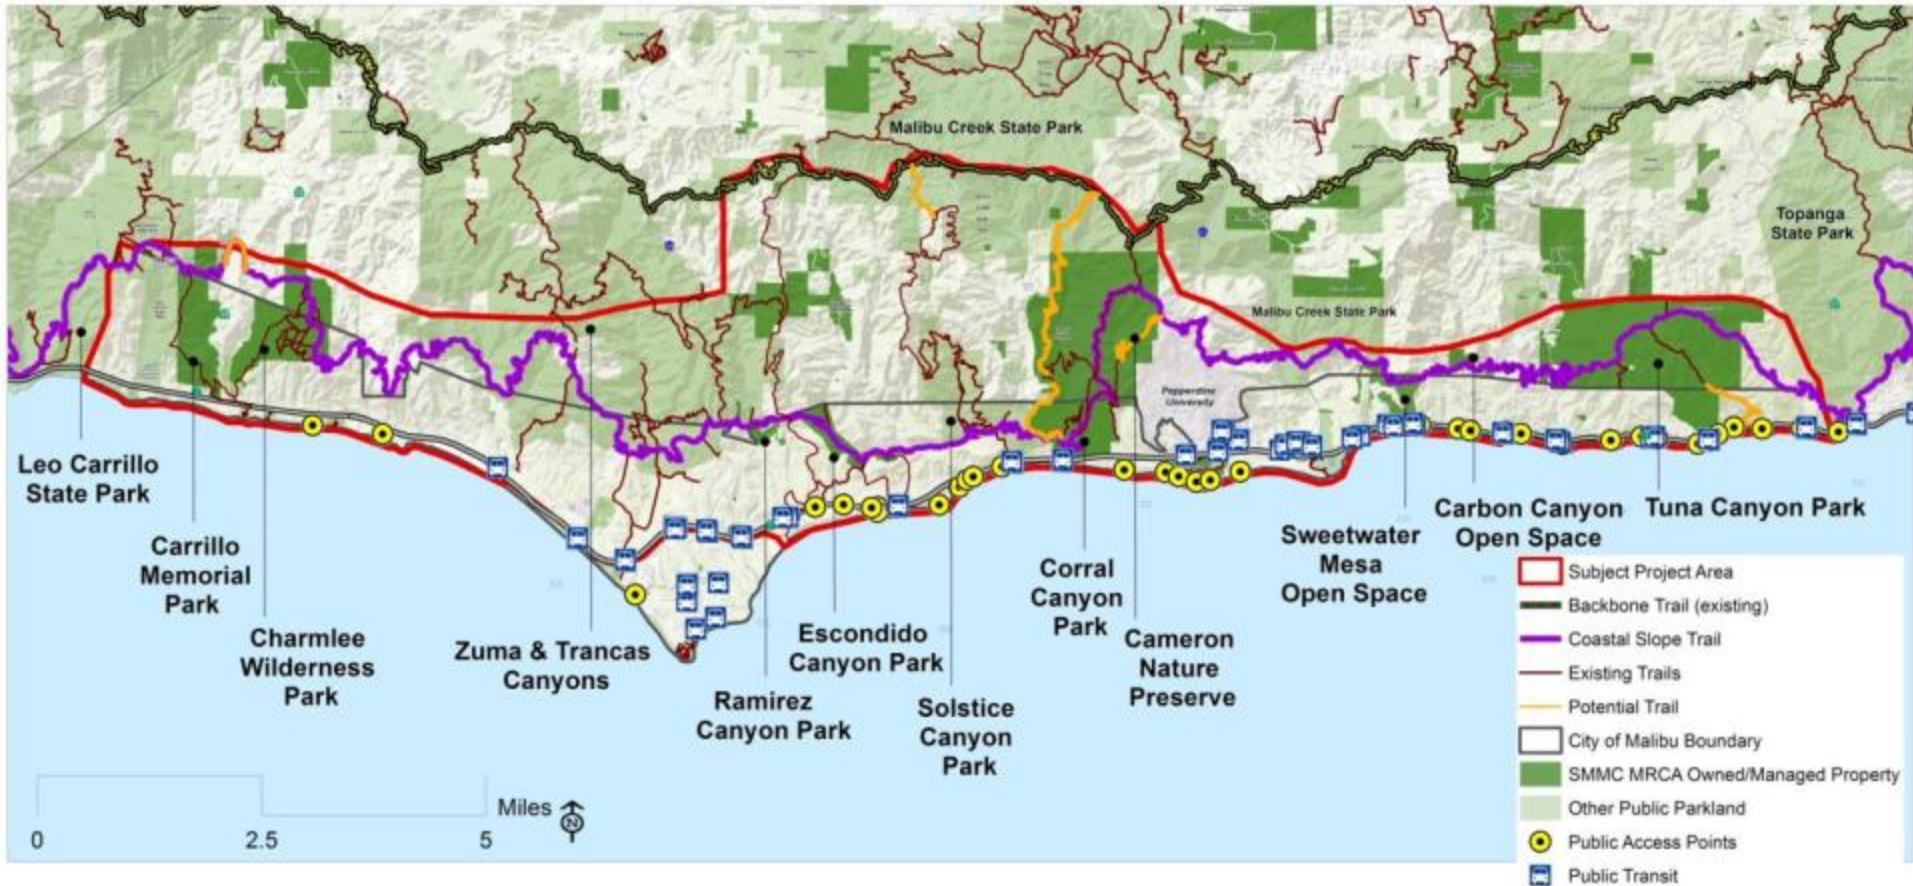 Malibu Creek State Park
Topanga
State Park
Malibu Creek State Park
Pepperdine
University
Leo Carrillo
State Park
Carrillo
Memorial
Park
Charmlee
Wilderness
Park
Zuma & Trancas
Canyons
Ramirez
Canyon Park
Escondido
Canyon Park
Solstice
Canyon
Park
Corral
Canyon
Park
Cameron
Nature
Preserve
Sweetwater
Mesa
Open Space
Carbon Canyon
Open Space
Tuna Canyon Park
Subject Project Area
Backbone Trail (existing)
Coastal Slope Trail
Existing Trails
Potential Trail
City of Malibu Boundary
SMMC MRCA Owned/Managed Property
Other Public Parkland
Public Access Points
Public Transit
Miles
N
0 2.5 5